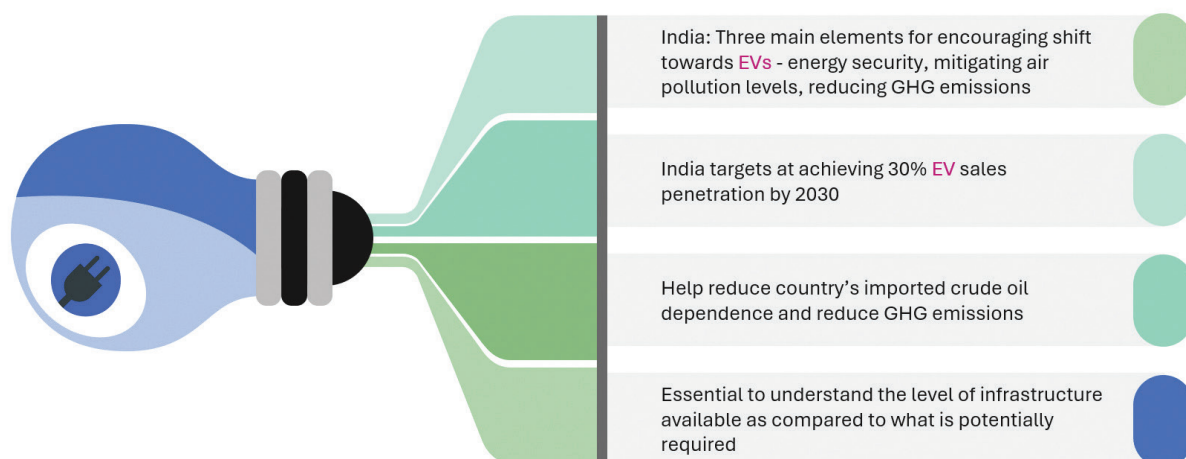 India: Three main elements for encouraging shift
towards EVs - energy security, mitigating air
pollution levels, reducing GHG emissions
India targets at achieving 30% EV sales
penetration by 2030
Help reduce country’s imported crude oil
dependence and reduce GHG emissions
Essential to understand the level of infrastructure
available as compared to what is potentially
required